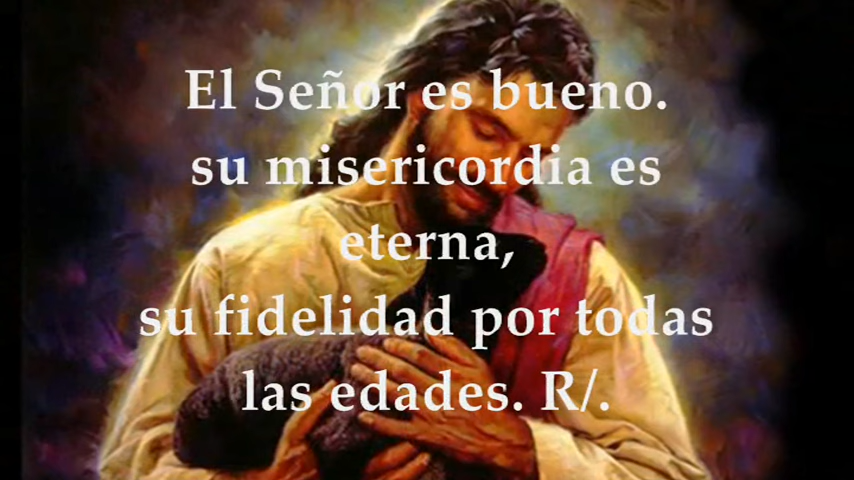 El Señor es bueno.
su misericordia es
eterna,
su fidelidad por todas
las edades. R/.